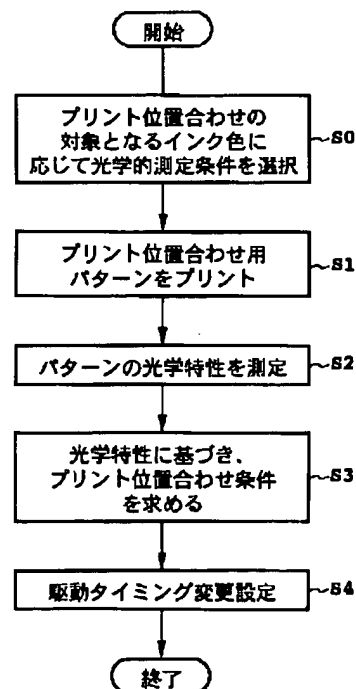 開始
プリント位置合わせの
対象となるインク色に
応じて光学的測定条件を選択
S0
プリント位置合わせ用
パターンをプリント
S1
パターンの光学特性を測定
S2
光学特性に基づき、
プリント位置合わせ条件
を求める
S3
駆動タイミング変更設定
S4
終了